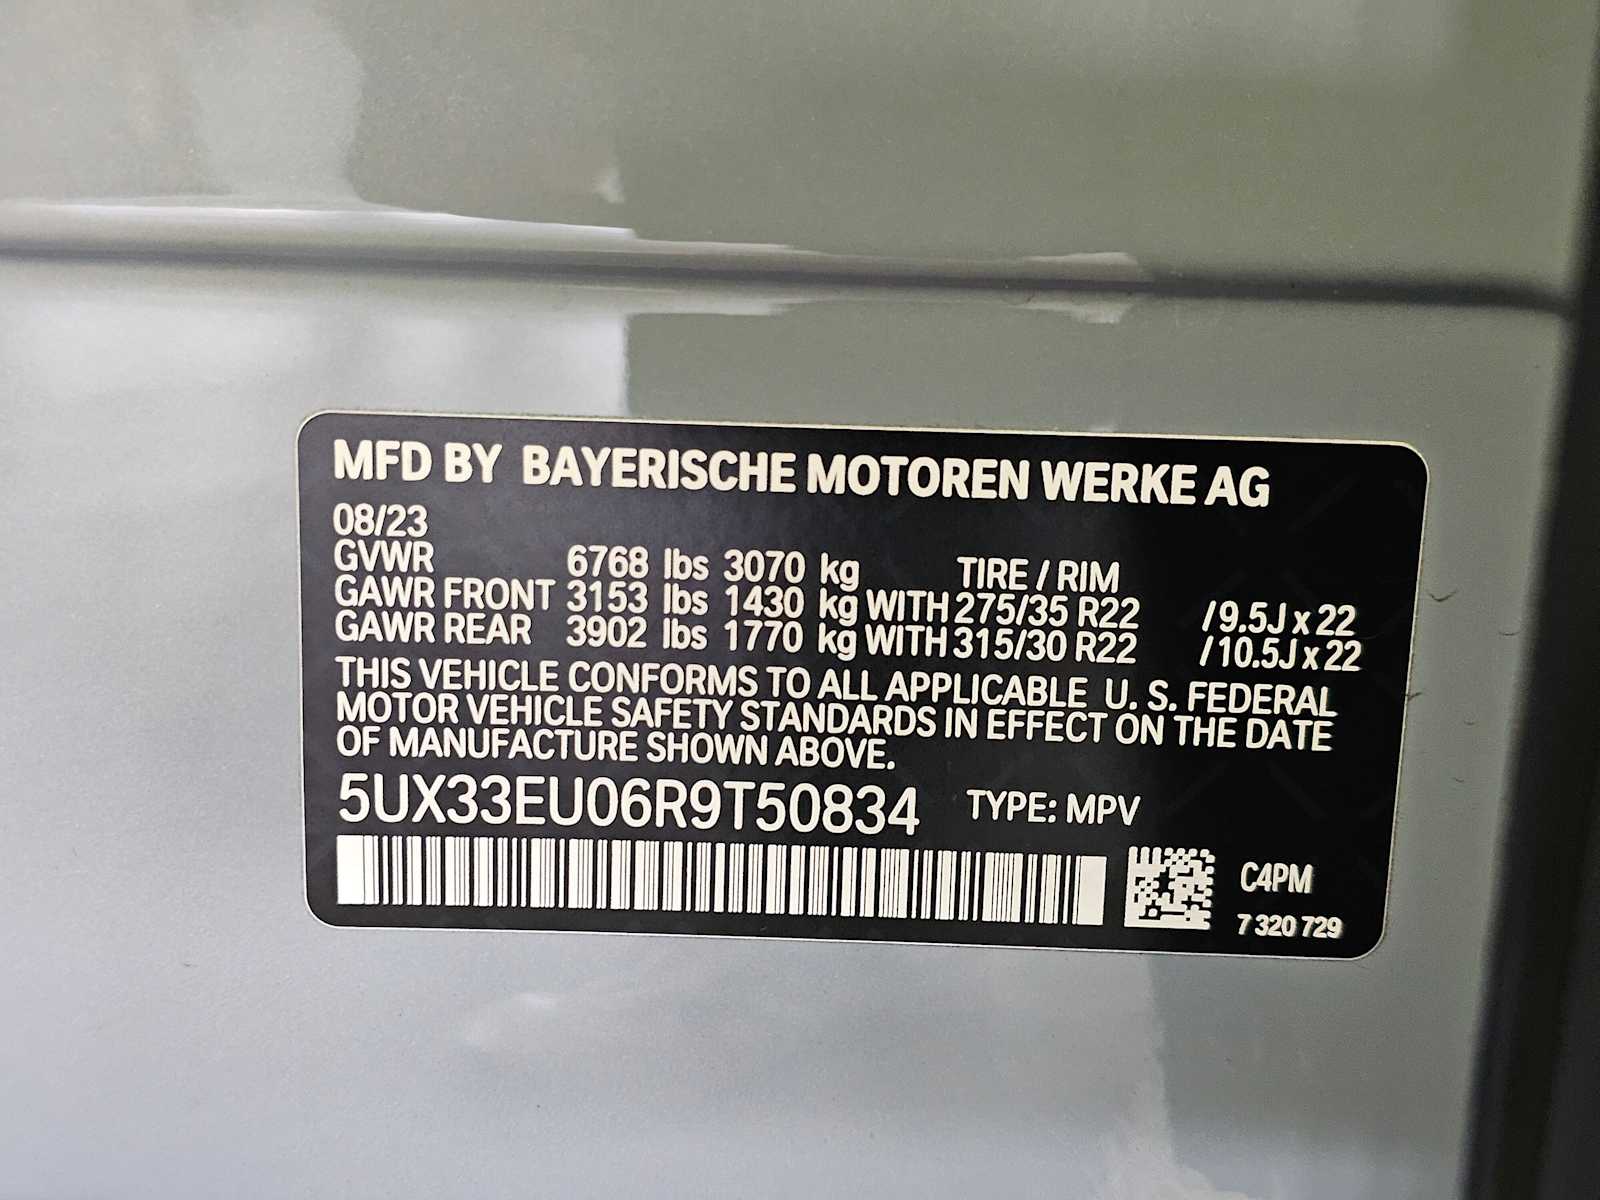 MFD BY BAYERISCHE MOTOREN WERKE AG
08/23
GVWR 6768 lbs 3070 kg TIRE / RIM
GAWR FRONT 3153 lbs 1430 kg WITH 275/35 R22 /9.5J x 22
GAWR REAR 3902 lbs 1770 kg WITH 315/30 R22 /10.5J x 22
THIS VEHICLE CONFORMS TO ALL APPLICABLE U. S. FEDERAL
MOTOR VEHICLE SAFETY STANDARDS IN EFFECT ON THE DATE
OF MANUFACTURE SHOWN ABOVE.
5UX33EU06R9T50834 TYPE: MPV
C4PM
7 320 729